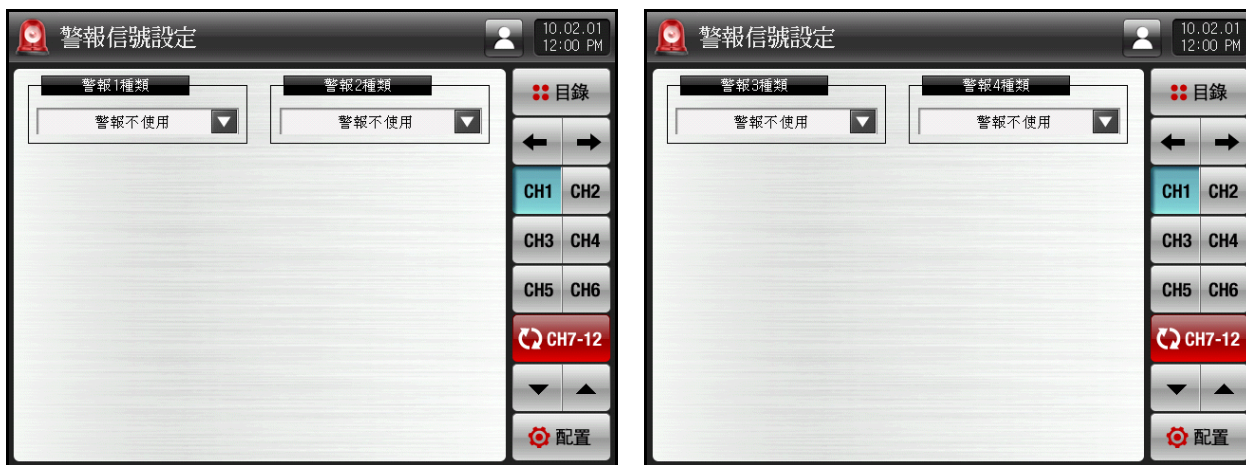 警報信號設定
10.02.01
12:00 PM
警報1種類
警報2種類
警報不使用
警報不使用
目錄
CH1
CH2
CH3
CH4
CH5
CH6
CH7-12
配置
警報信號設定
10.02.01
12:00 PM
警報3種類
警報4種類
警報不使用
警報不使用
目錄
CH1
CH2
CH3
CH4
CH5
CH6
CH7-12
配置